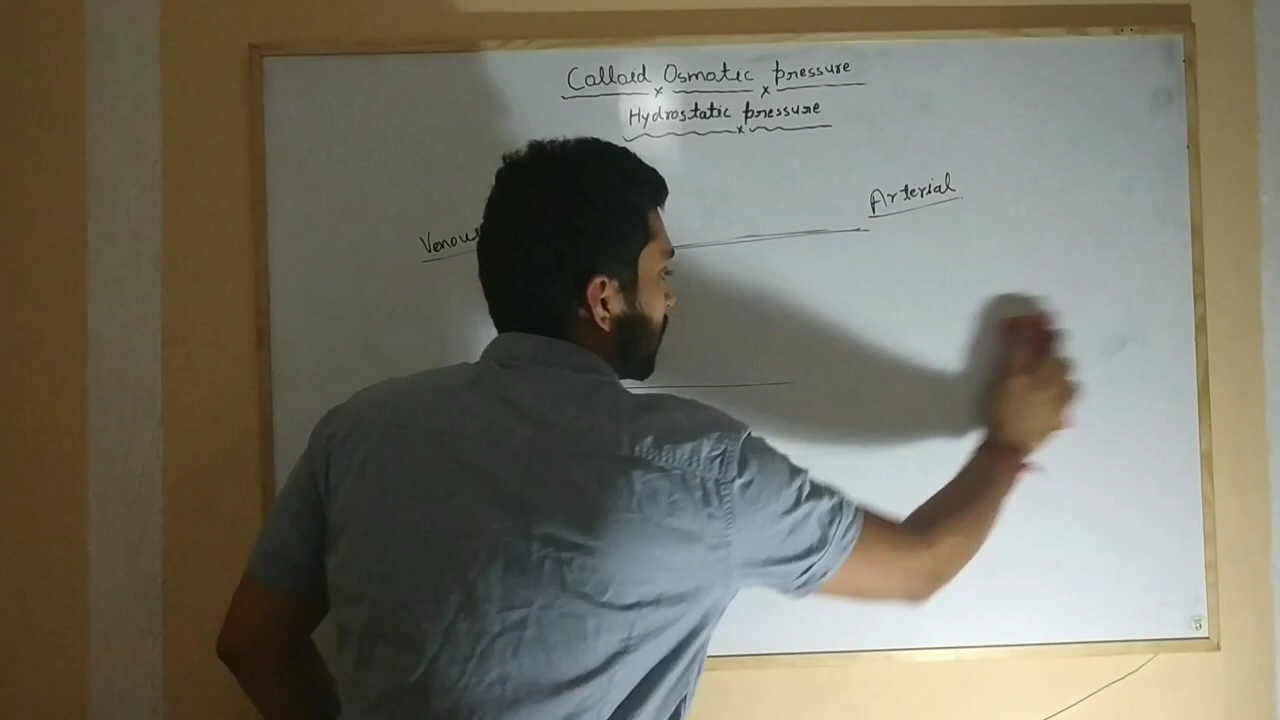 Colloid Osmotic pressure
Hydrostatic pressure
Arterial
Venous